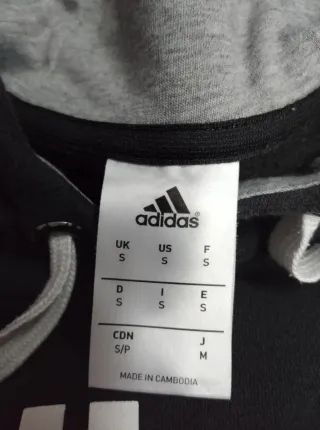 adidas®
UK US F
S S S
D I E
S S S
CDN J
S/P M
MADE IN CAMBODIA